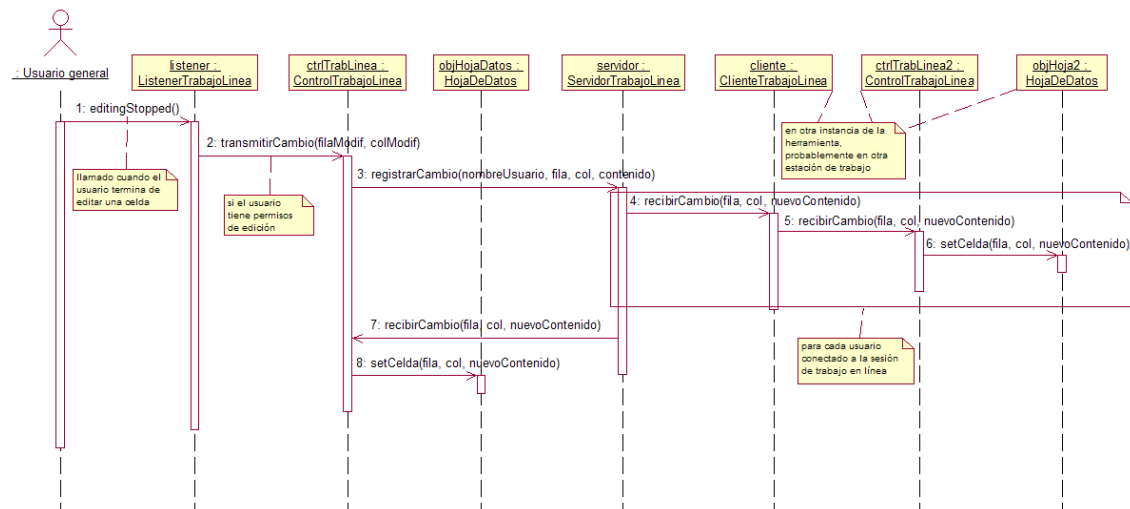 : Usuario general
listener :
ListenerTrabajoLinea
ctrlTrabLinea :
ControlTrabajoLinea
objHojaDatos :
HojaDeDatos
servidor :
ServidorTrabajoLinea
cliente :
ClienteTrabajoLinea
ctrlTrabLinea2 :
ControlTrabajoLinea
objHoja2 :
HojaDeDatos
1: editingStopped()
llamado cuando el
usuario termina de
editar una celda
2: transmitirCambio(filaModif, colModif)
si el usuario
tiene permisos
de edición
en otra instancia de la
herramienta,
probablemente en otra
estación de trabajo
3: registrarCambio(nombreUsuario, fila, col, contenido)
4: recibirCambio(fila, col, nuevoContenido)
5: recibirCambio(fila, col, nuevoContenido)
6: setCelda(fila, col, nuevoContenido)
7: recibirCambio(fila, col, nuevoContenido)
8: setCelda(fila, col, nuevoContenido)
para cada usuario
conectado a la sesión
de trabajo en línea